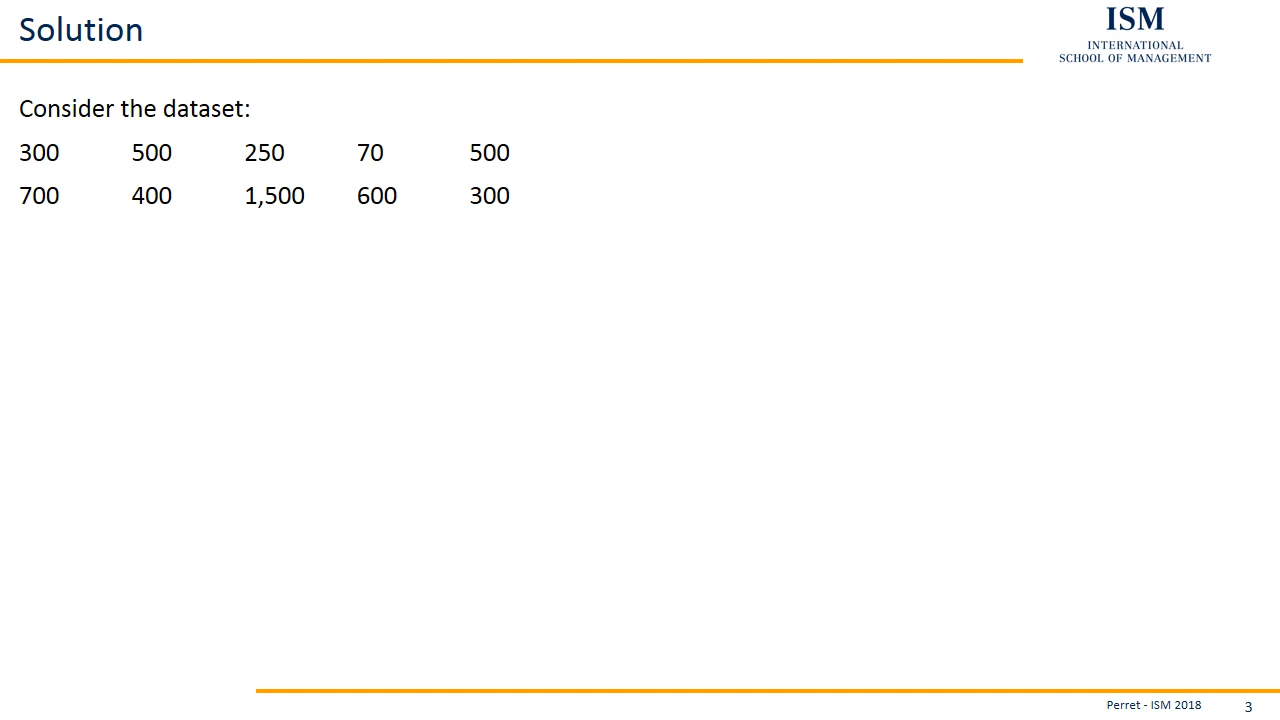 Solution
ISM
INTERNATIONAL
SCHOOL OF MANAGEMENT
Consider the dataset:
300 500 250 70 500
700 400 1,500 600 300
Perret - ISM 2018 3